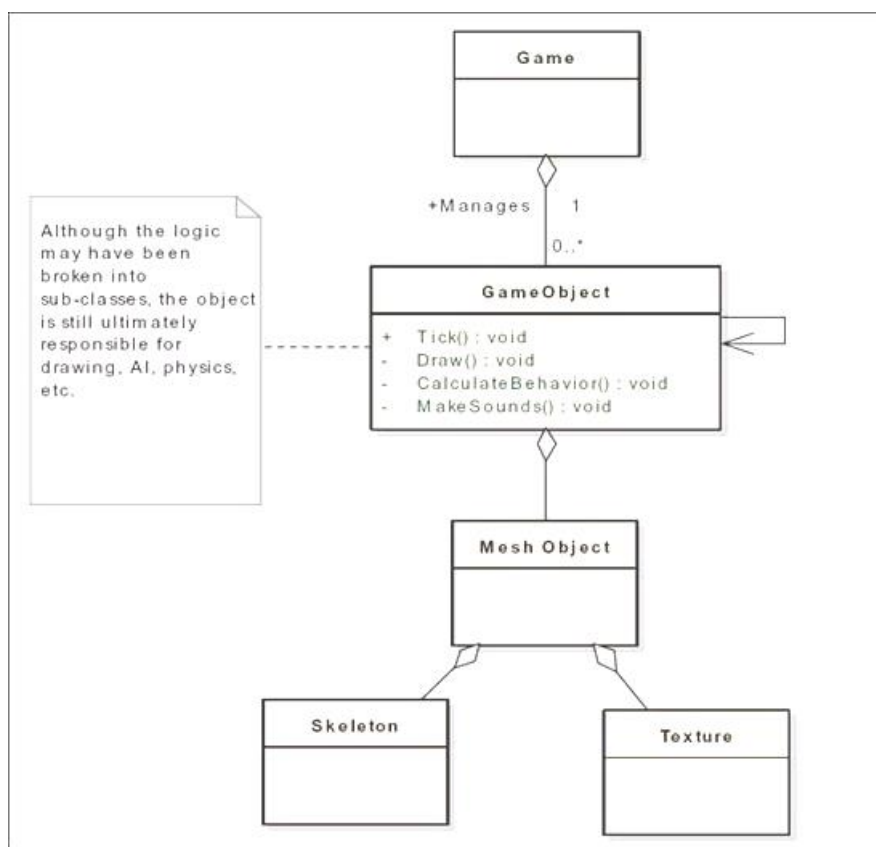 Game
+Manages 1
0..*
Although the logic
may have been
broken into
sub-classes, the object
is still ultimately
responsible for
drawing, AI, physics,
etc.
GameObject
+ Tick() : void
- Draw() : void
- CalculateBehavior() : void
- MakeSounds() : void
Mesh Object
Skeleton
Texture